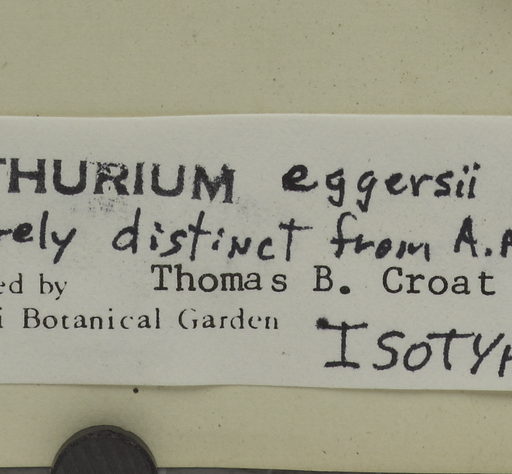 THURIUM eggersii
rely distinct from A.A
ed by Thomas B. Croat
i Botanical Garden
ISOTYP